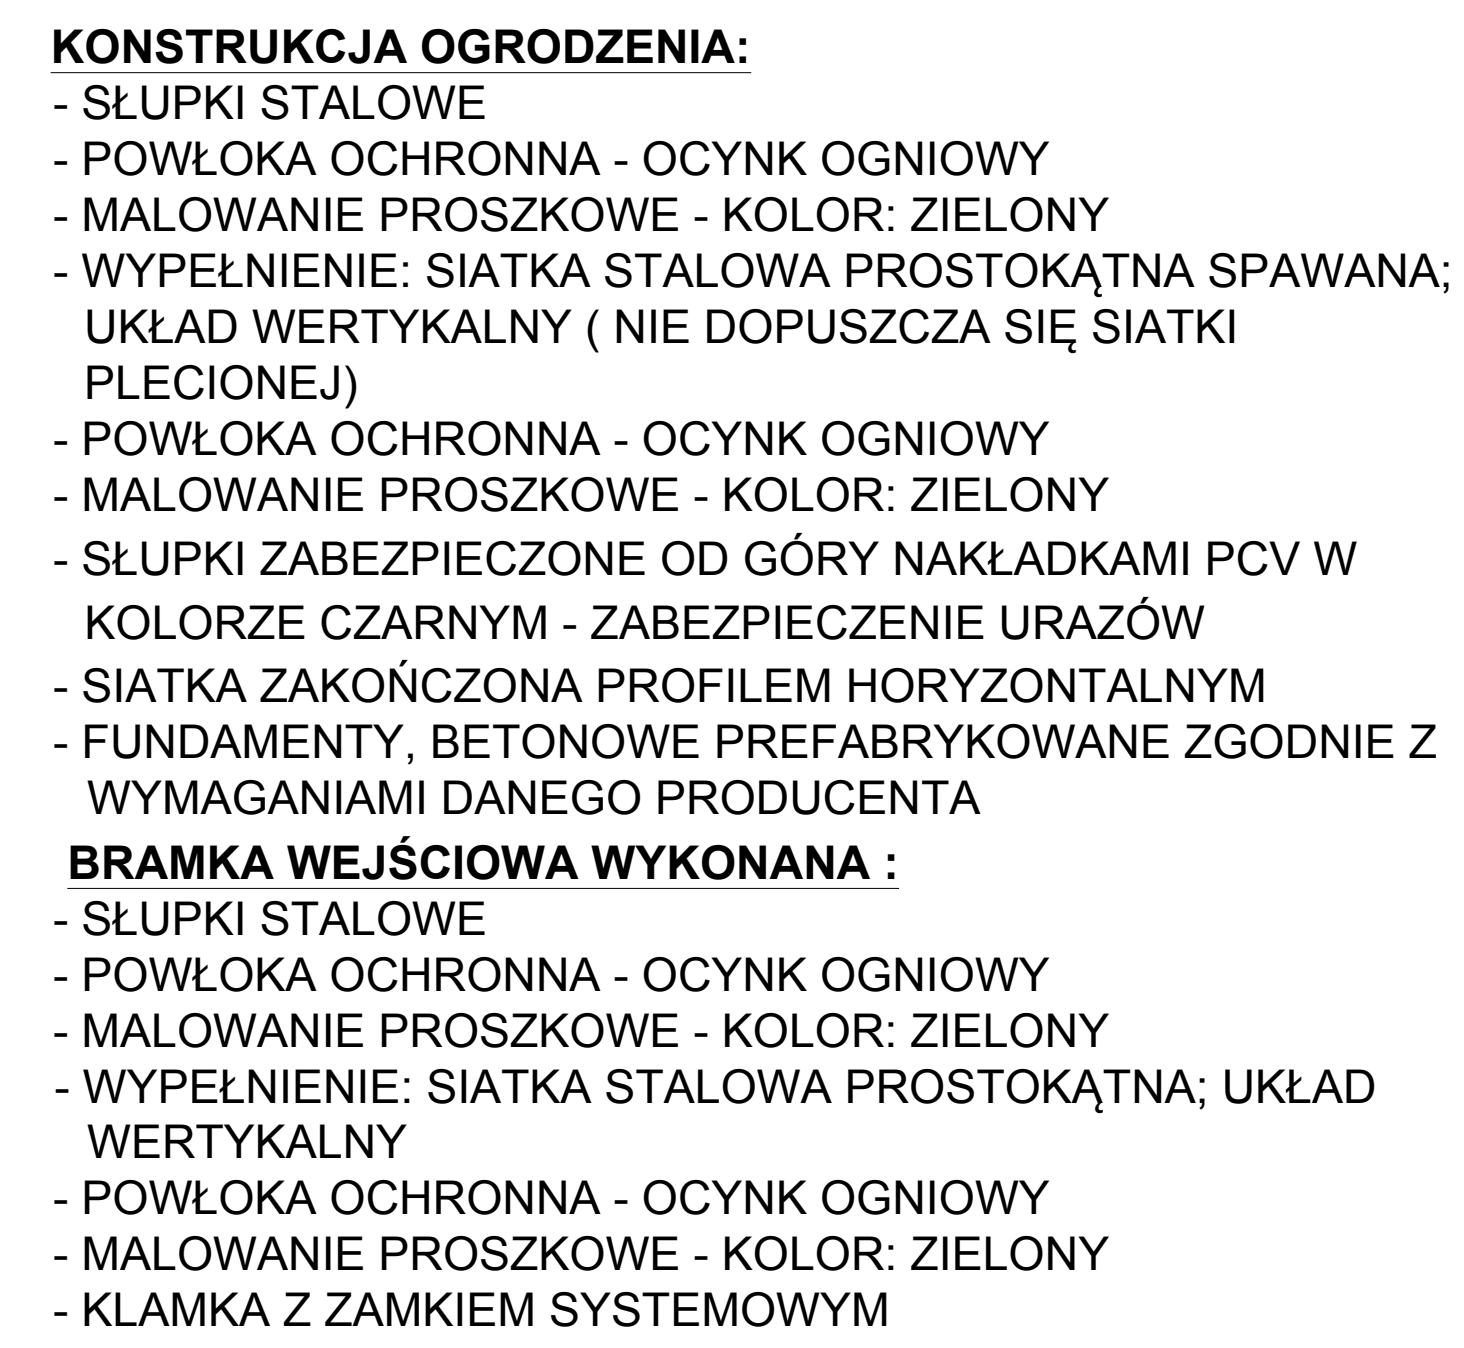 KONSTRUKCJA OGRODZENIA:
- SŁUPKI STALOWE
- POWŁOKA OCHRONNA - OCYNK OGNIOWY
- MALOWANIE PROSZKOWE - KOLOR: ZIELONY
- WYPEŁNIENIE: SIATKA STALOWA PROSTOKĄTNA SPAWANA;
UKŁAD WERTYKALNY ( NIE DOPUSZCZA SIĘ SIATKI
PLECIONEJ)
- POWŁOKA OCHRONNA - OCYNK OGNIOWY
- MALOWANIE PROSZKOWE - KOLOR: ZIELONY
- SŁUPKI ZABEZPIECZONE OD GÓRY NAKŁADKAMI PCV W
KOLORZE CZARNYM - ZABEZPIECZENIE URAZÓW
- SIATKA ZAKOŃCZONA PROFILEM HORYZONTALNYM
- FUNDAMENTY, BETONOWE PREFABRYKOWANE ZGODNIE Z
WYMAGANIAMI DANEGO PRODUCENTA
BRAMKA WEJŚCIOWA WYKONANA :
- SŁUPKI STALOWE
- POWŁOKA OCHRONNA - OCYNK OGNIOWY
- MALOWANIE PROSZKOWE - KOLOR: ZIELONY
- WYPEŁNIENIE: SIATKA STALOWA PROSTOKĄTNA; UKŁAD
WERTYKALNY
- POWŁOKA OCHRONNA - OCYNK OGNIOWY
- MALOWANIE PROSZKOWE - KOLOR: ZIELONY
- KLAMKA Z ZAMKIEM SYSTEMOWYM